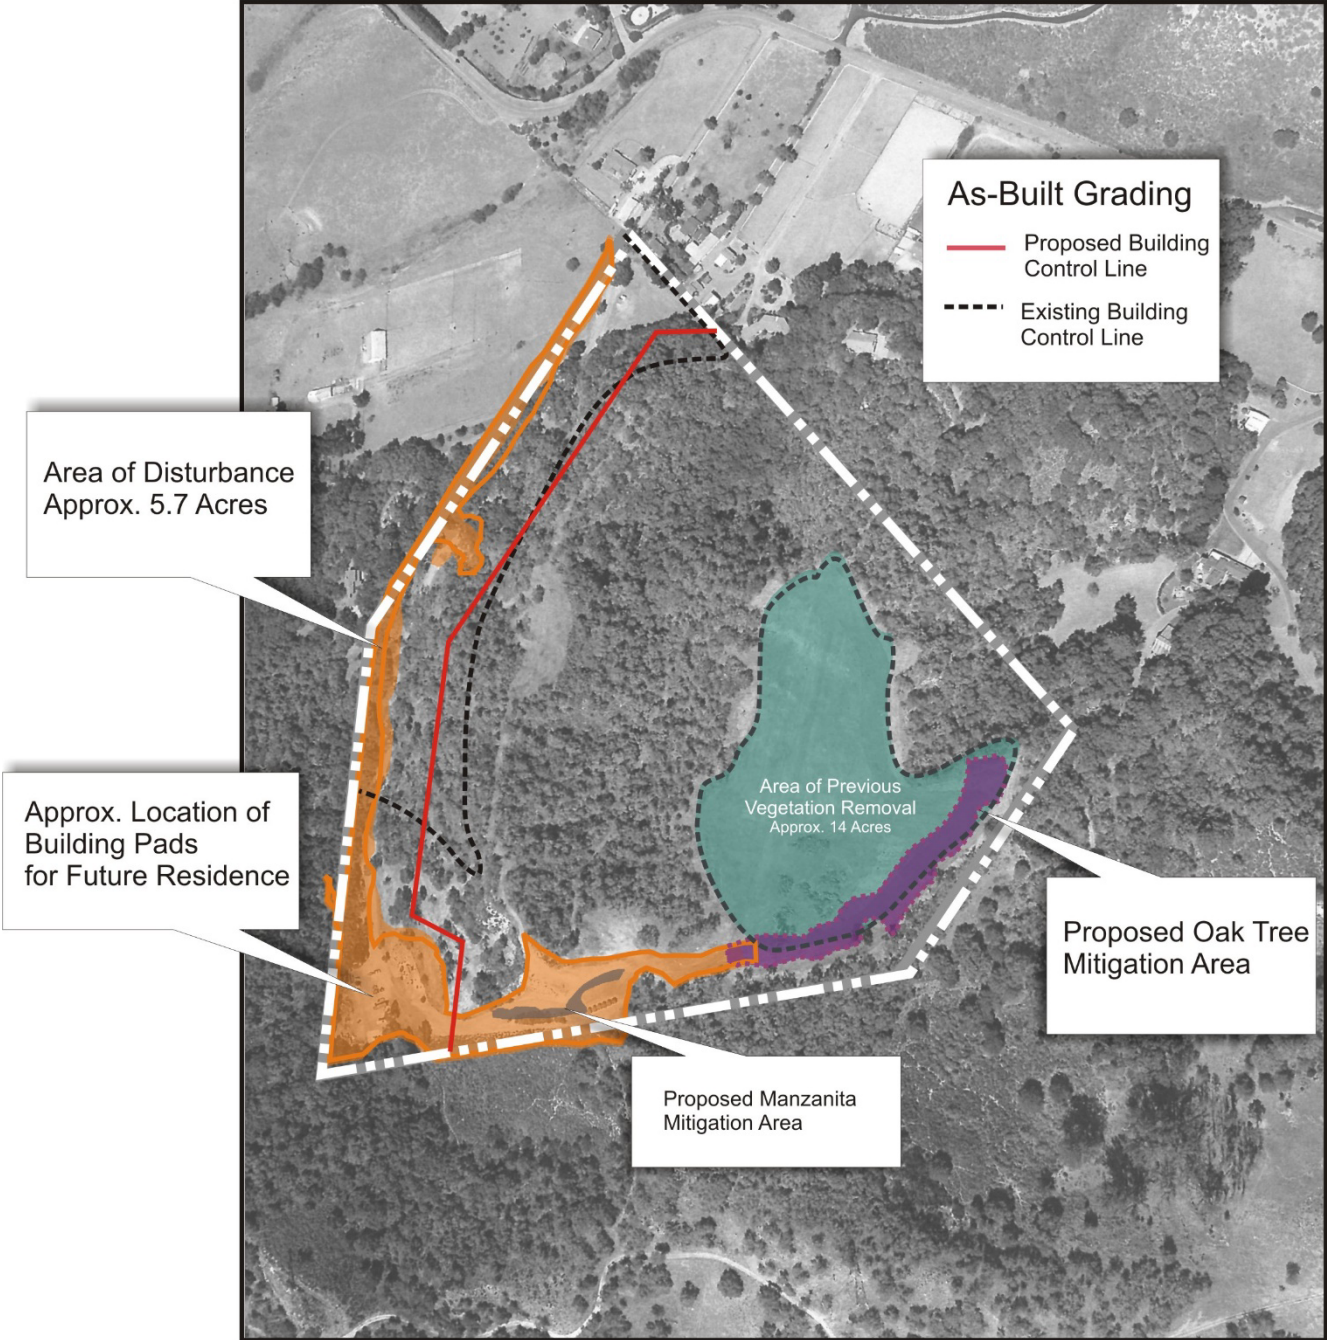 As-Built Grading
Proposed Building
Control Line
Existing Building
Control Line
Area of Disturbance
Approx. 5.7 Acres
Approx. Location of
Building Pads
for Future Residence
Area of Previous
Vegetation Removal
Approx. 14 Acres
Proposed Oak Tree
Mitigation Area
Proposed Manzanita
Mitigation Area